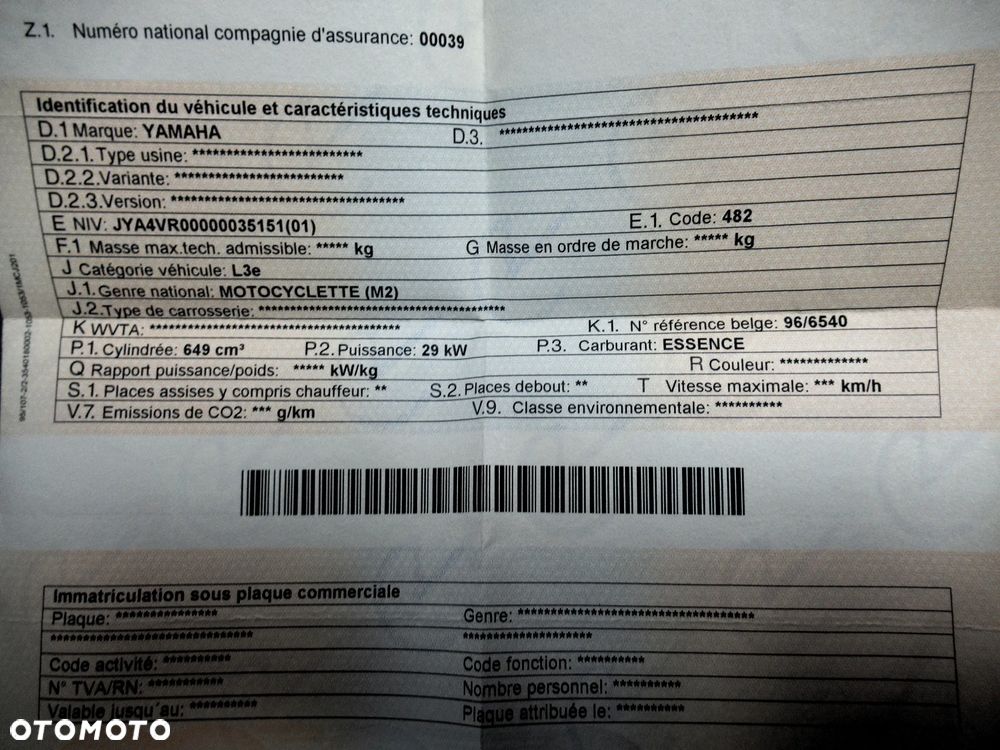 Z.1. Numéro national compagnie d'assurance: 00039
Identification du véhicule et caractéristiques techniques
D.1 Marque: YAMAHA D.3. ***************************************
D.2.1. Type usine: *************************
D.2.2. Variante: *************************
D.2.3. Version: ***********************************
E NIV: JYA4VR00000035151(01) E.1. Code: 482
F.1 Masse max.tech. admissible: ***** kg G Masse en ordre de marche: ***** kg
J Catégorie véhicule: L3e
J.1. Genre national: MOTOCYCLETTE (M2)
J.2. Type de carrosserie: ***************************************
K WVTA: *************************************** K.1. N° référence belge: 96/6540
P.1. Cylindrée: 649 cm³ P.2. Puissance: 29 kW P.3. Carburant: ESSENCE
Q Rapport puissance/poids: ***** kW/kg R Couleur: *************
S.1. Places assises y compris chauffeur: ** S.2. Places debout: ** T Vitesse maximale: *** km/h
V.7. Emissions de CO2: *** g/km V.9. Classe environnementale: **********
Immatriculation sous plaque commerciale
Plaque: *************** Genre: ***********************************
****************************** *******************
Code activité: ********** Code fonction: **********
N° TVA/RN: *********** Nombre personnel: **********
Valable jusqu'au: ********** Plaque attribuée le: **********
OTOMOTO